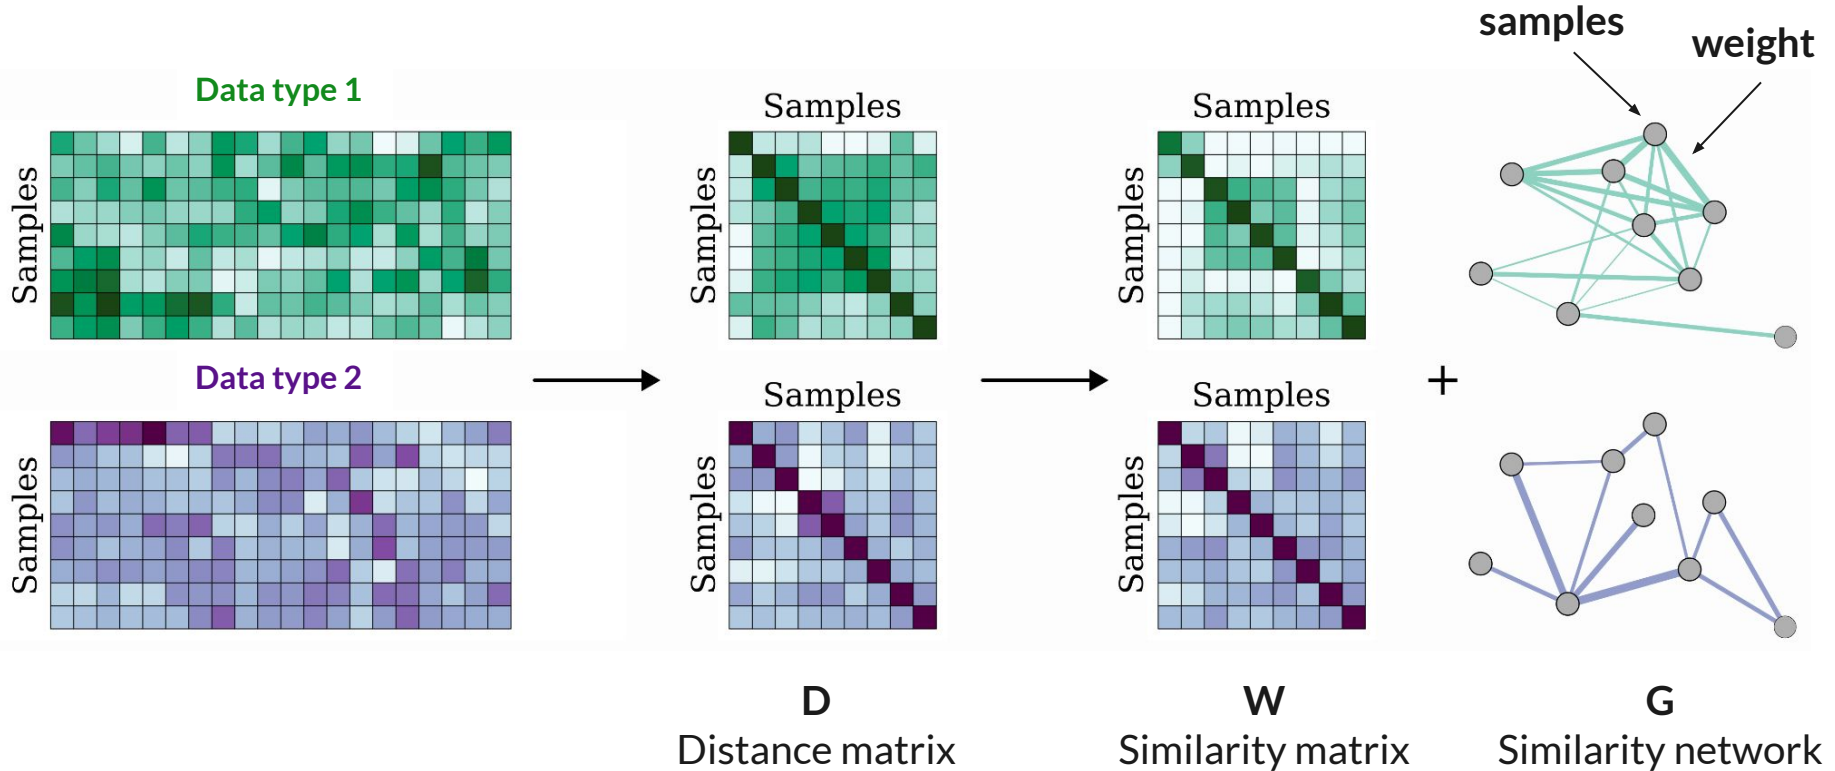 samples
weight
Data type 1
Samples
Samples
Samples
Samples
Samples
Data type 2
+
Samples
Samples
Samples
Samples
Samples
D
W
G
Distance matrix
Similarity matrix
Similarity network